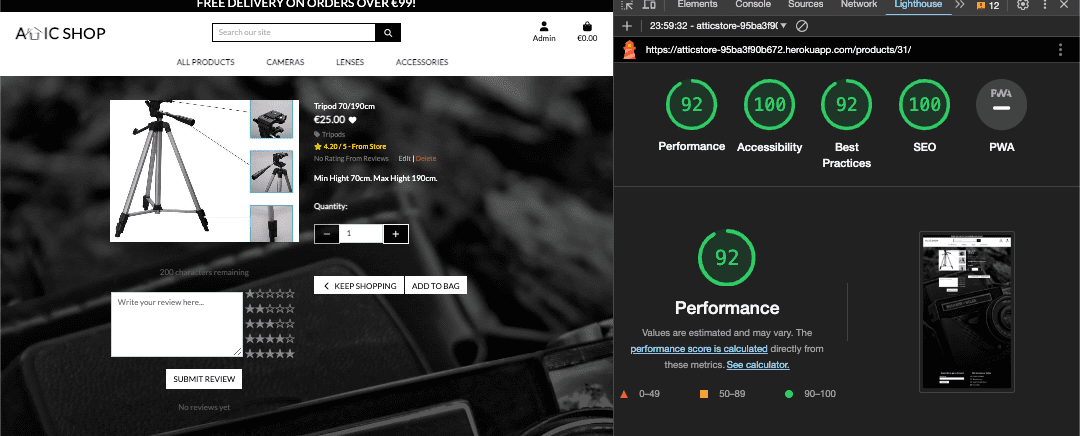 FREE DELIVERY ON ORDERS OVER €99!
ATTIC SHOP
Search our site
Admin
€0.00
ALL PRODUCTS CAMERAS LENSES ACCESSORIES
Tripod 70/190cm
€25.00
Tripods
4.20 / 5 - From Store
No Rating From Reviews Edit | Delete
Min Hight 70cm. Max Hight 190cm.
Quantity:
− 1 +
KEEP SHOPPING ADD TO BAG
200 characters remaining
Write your review here...
SUBMIT REVIEW
No reviews yet
Elements Console Sources Network Lighthouse 12
23:59:32 - atticstore-95ba3f90
https://atticstore-95ba3f90b672.herokuapp.com/products/31/
92 100 92 100 PWA
Performance Accessibility Best Practices SEO PWA
92
Performance
Values are estimated and may vary. The
performance score is calculated directly from
these metrics. See calculator.
0–49 50–89 90–100